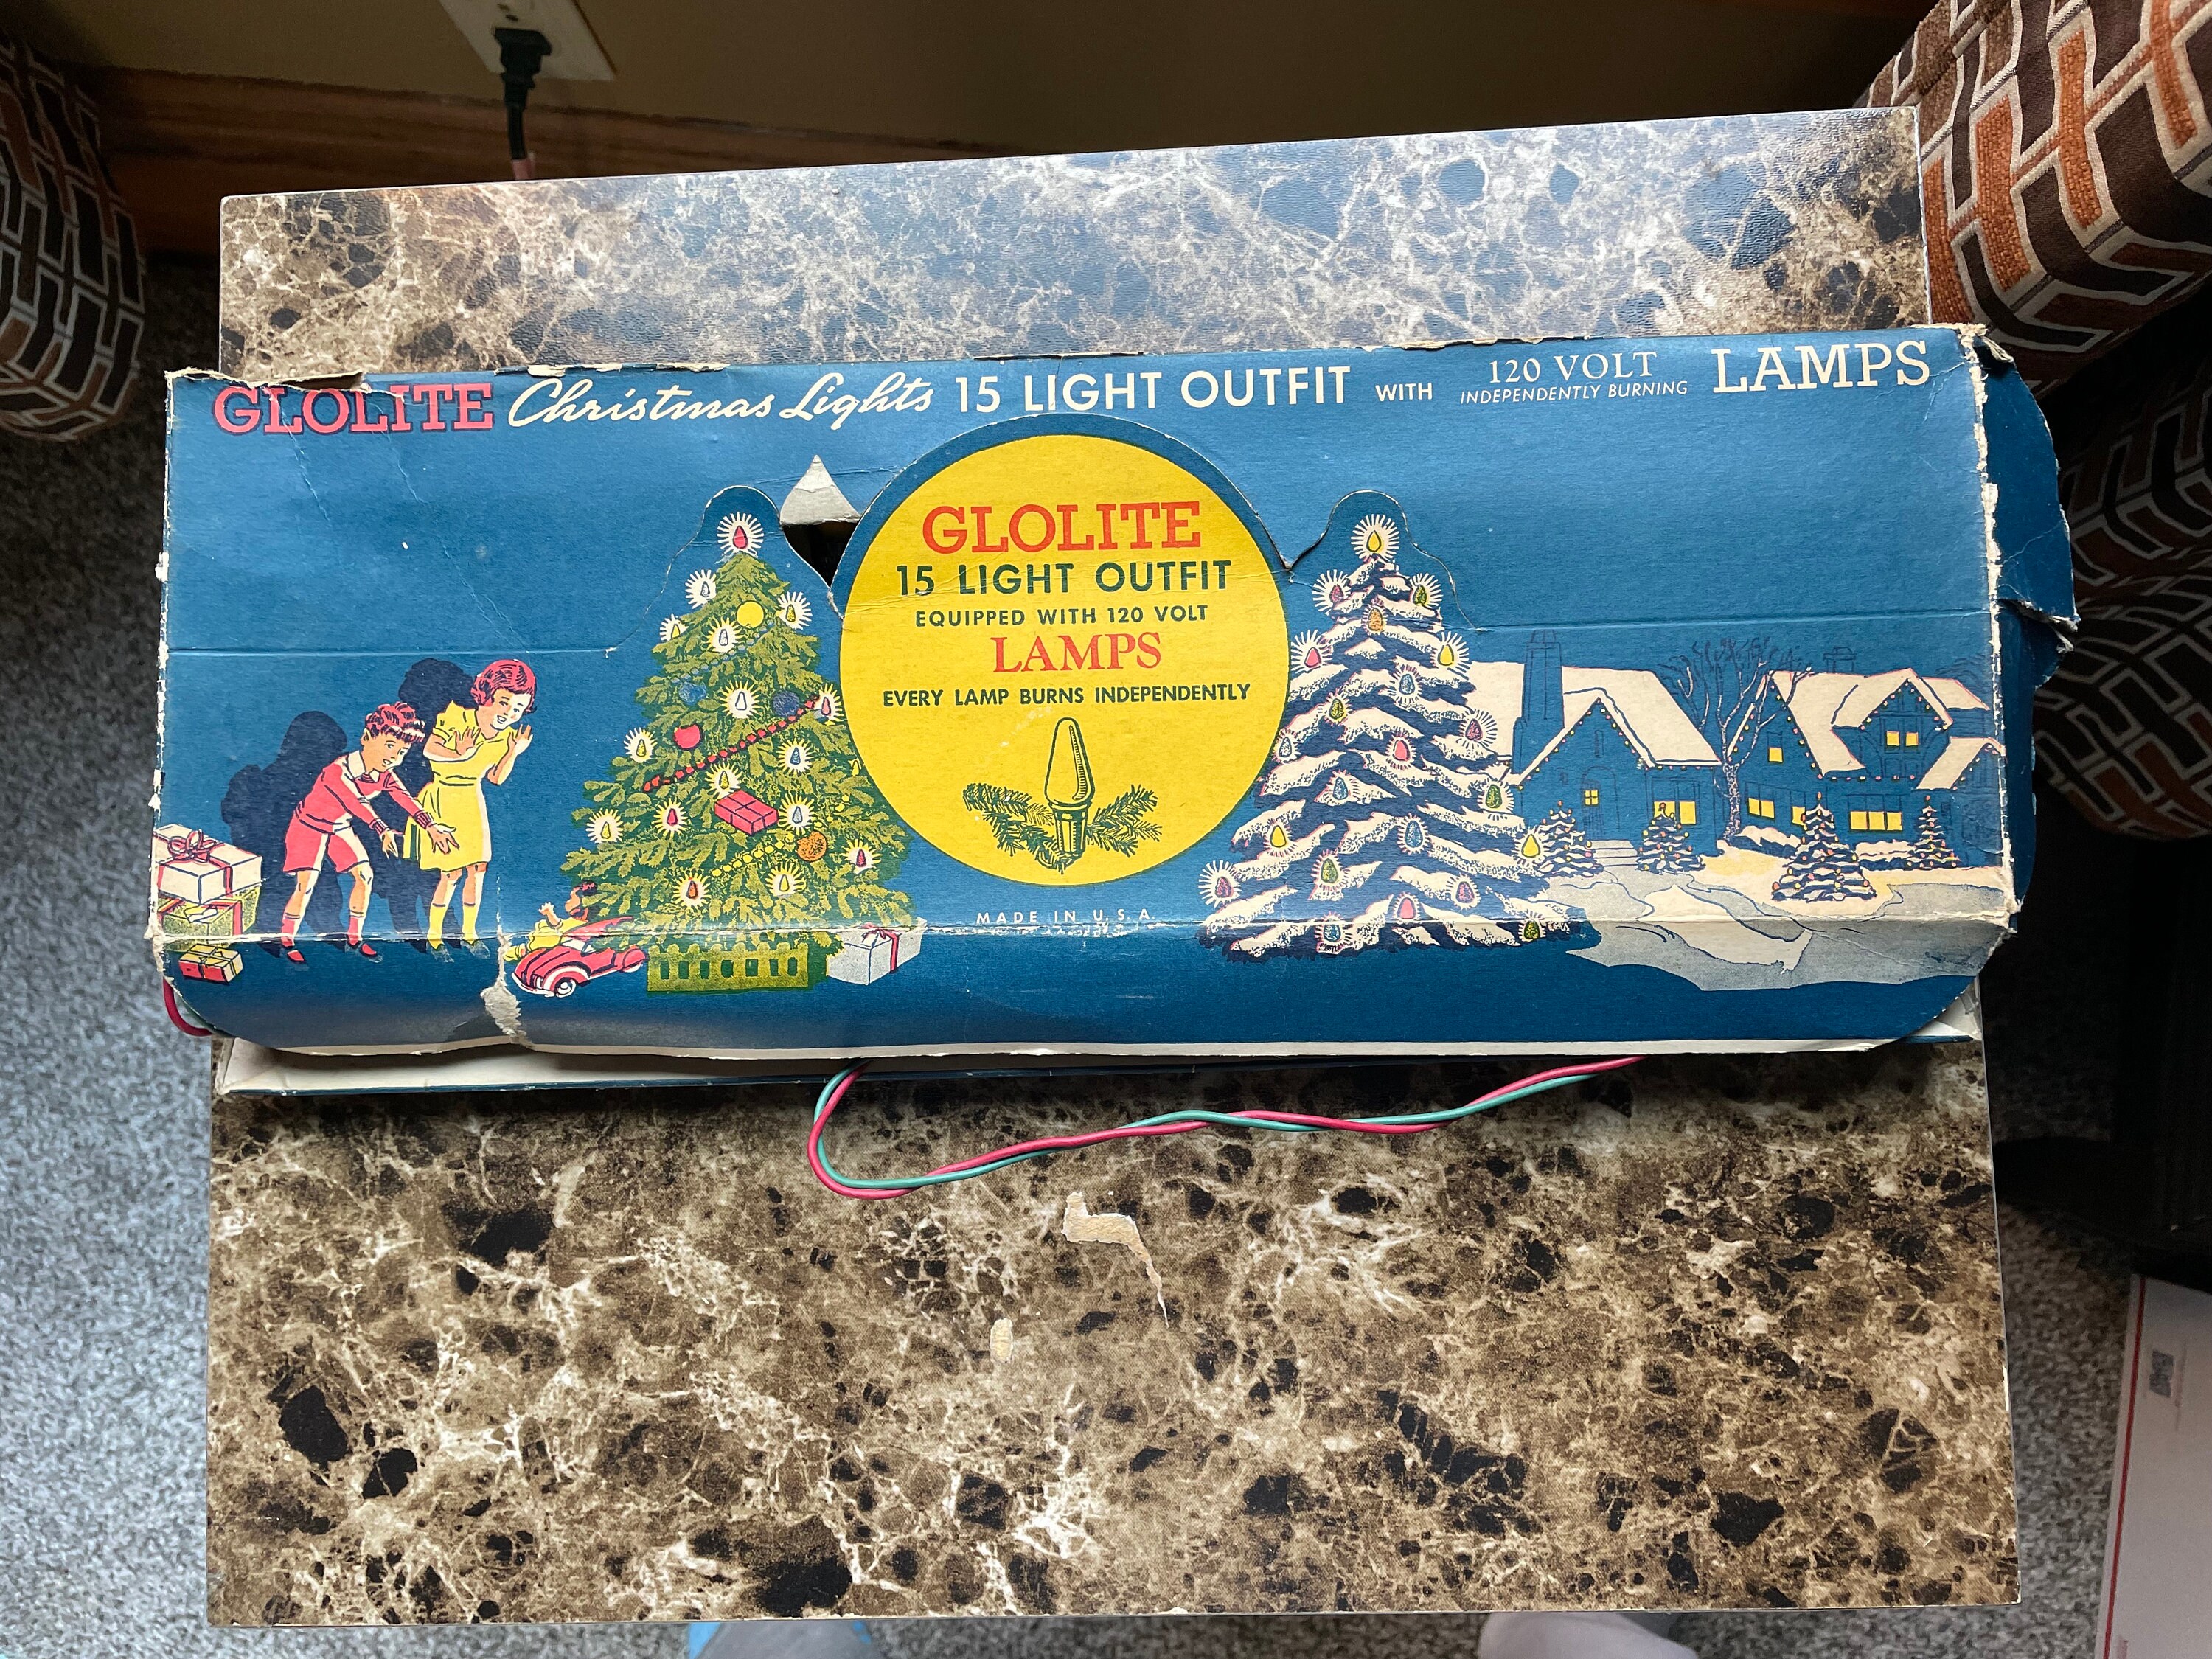 GLOLITE Christmas Lights 15 LIGHT OUTFIT WITH 120 VOLT INDEPENDENTLY BURNING LAMPS
GLOLITE
15 LIGHT OUTFIT
EQUIPPED WITH 120 VOLT
LAMPS
EVERY LAMP BURNS INDEPENDENTLY
MADE IN U.S.A.